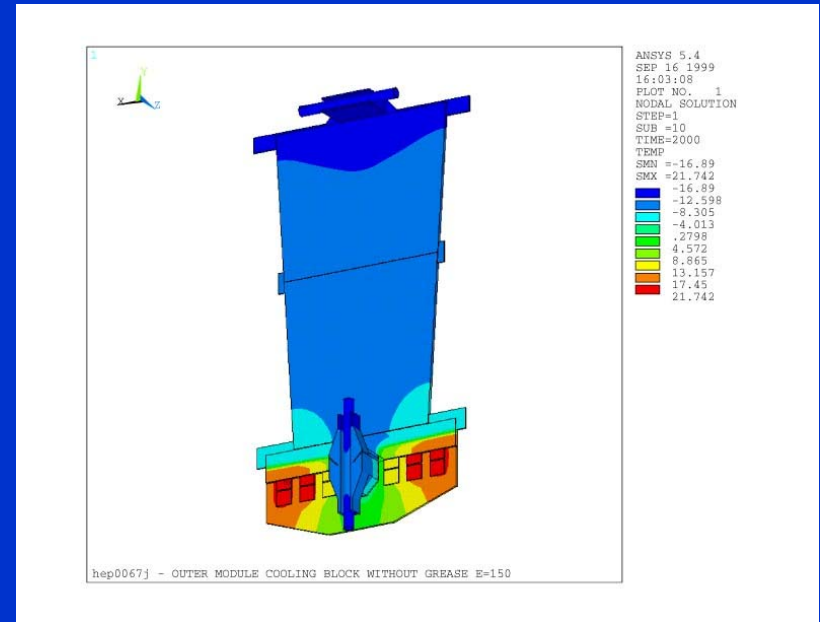 1
Y
X
Z
ANSYS 5.4
SEP 16 1999
16:03:08
PLOT NO. 1
NODAL SOLUTION
STEP=1
SUB =10
TIME=2000
TEMP
SMN =-16.89
SMX =21.742
-16.89
-12.598
-8.305
-4.013
.2798
4.572
8.865
13.157
17.45
21.742
hep0067j - OUTER MODULE COOLING BLOCK WITHOUT GREASE E=150